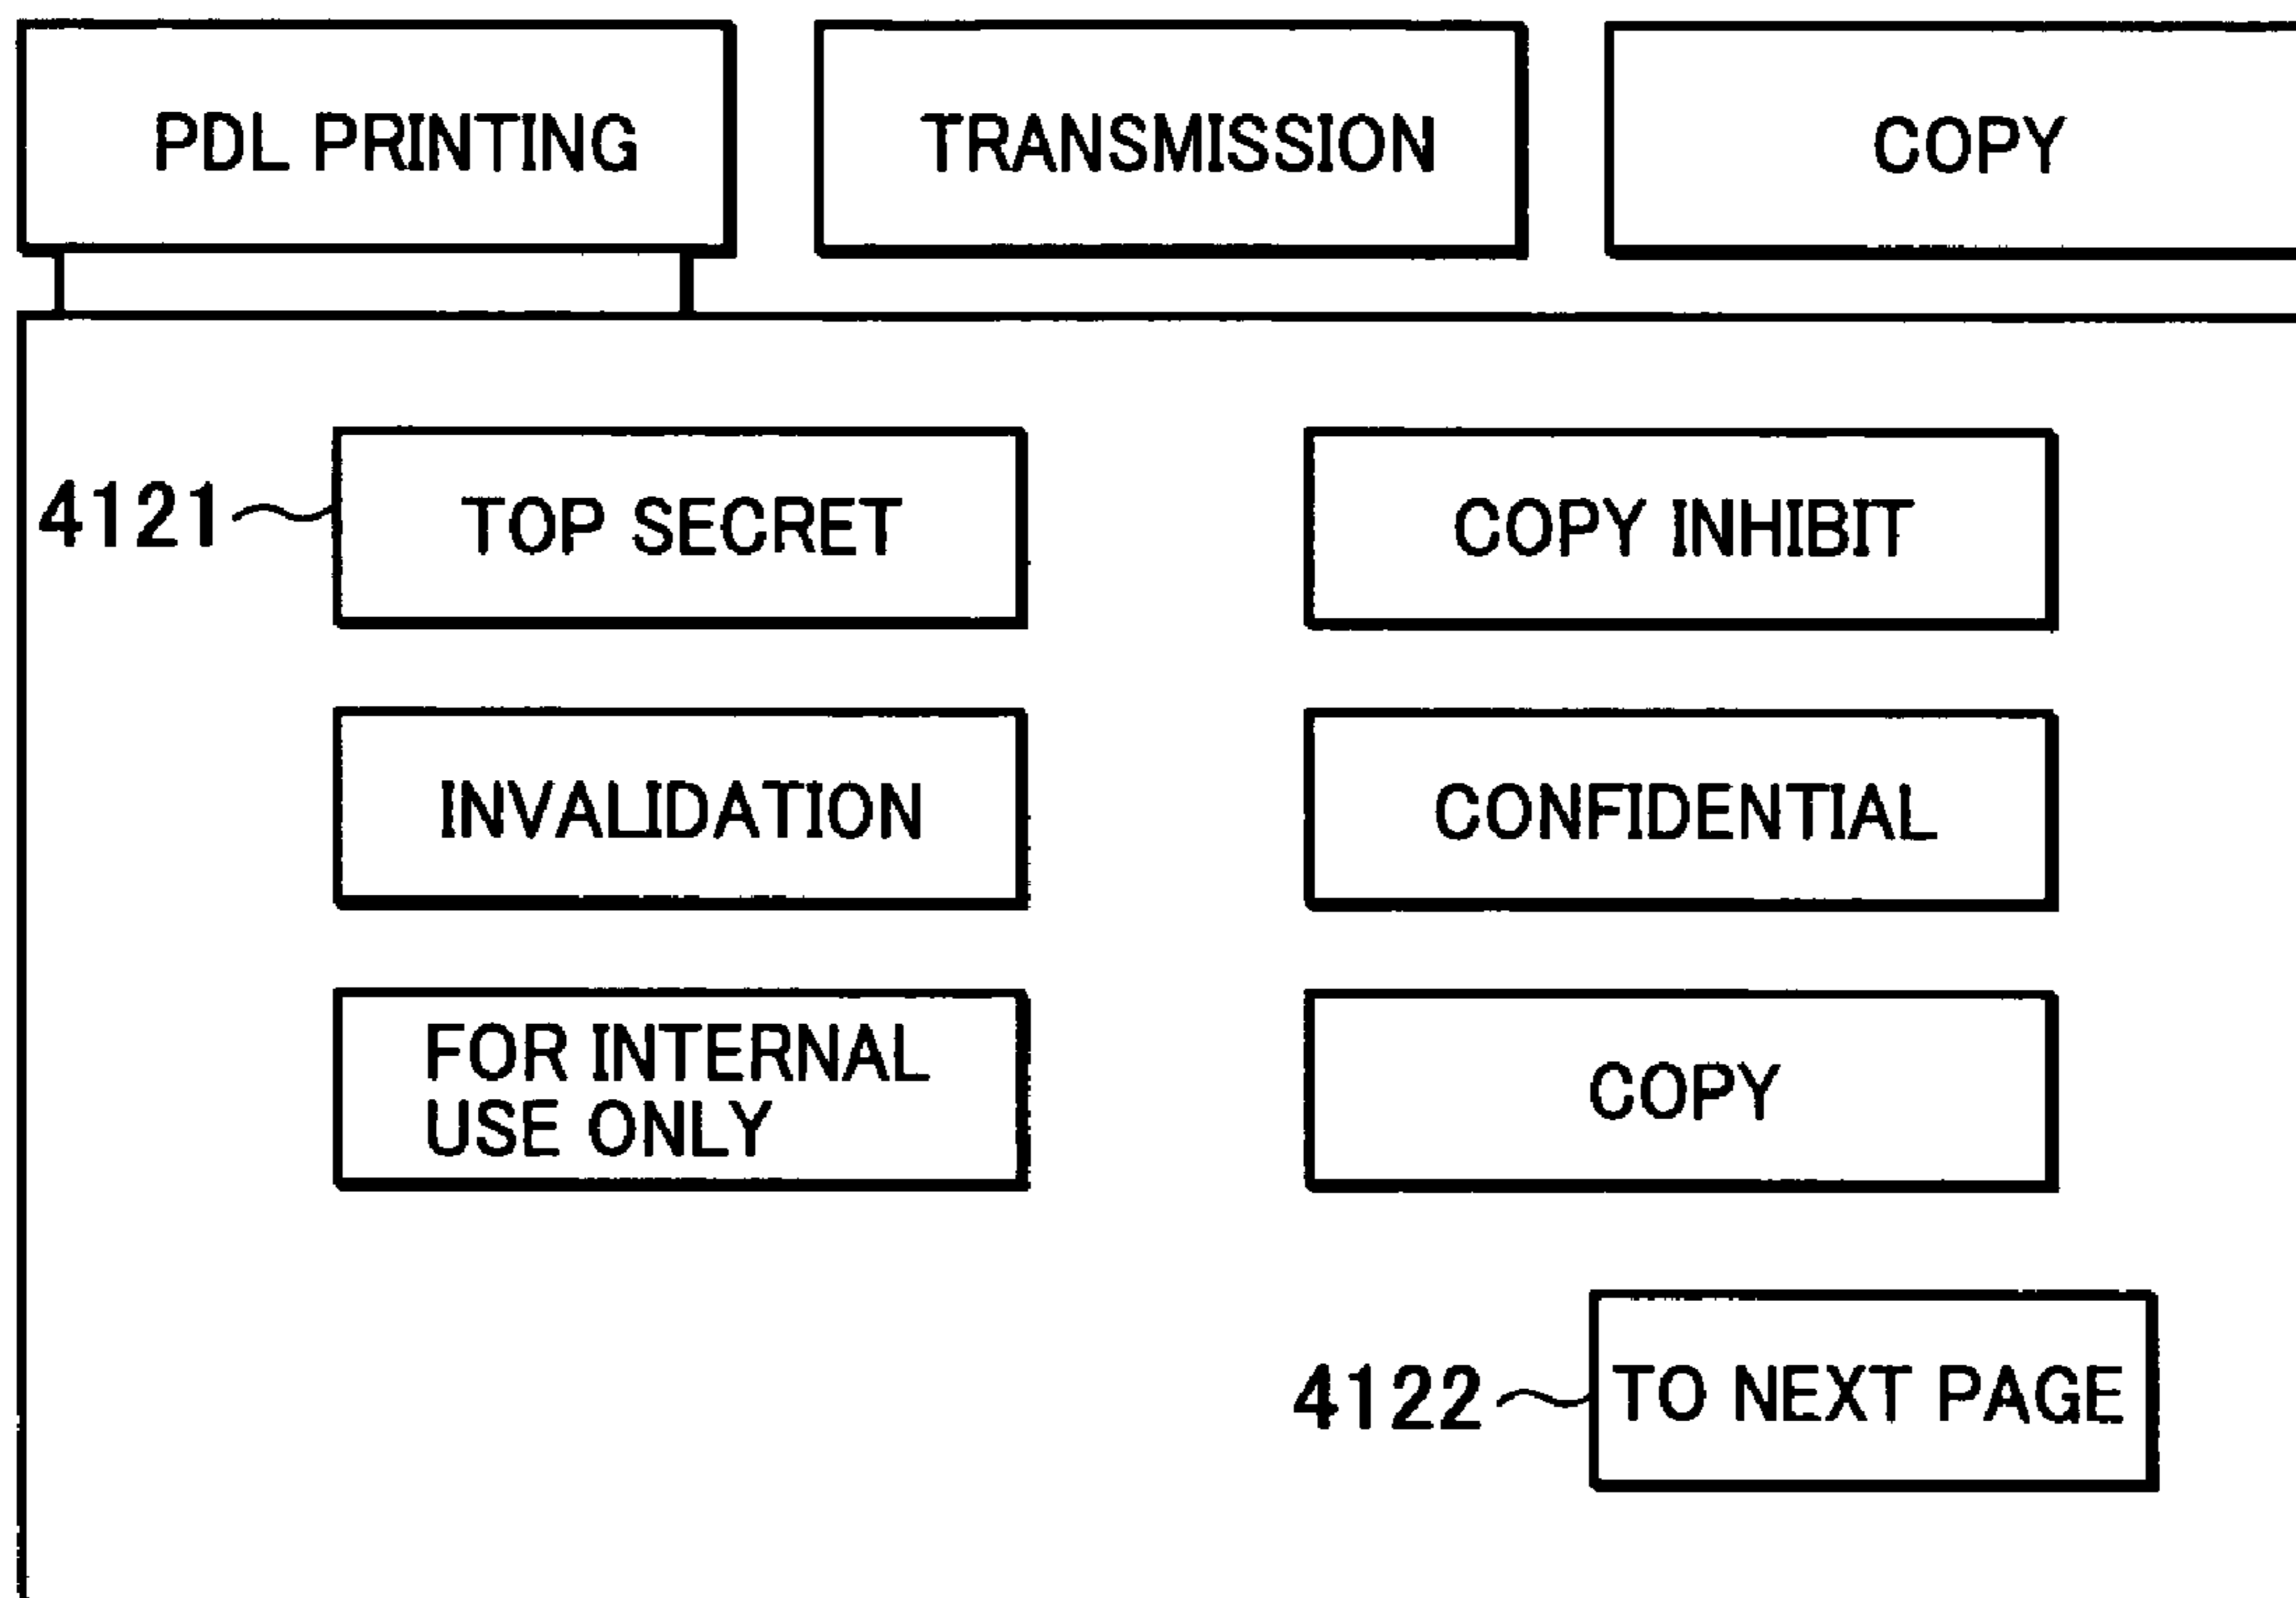 PDL PRINTING
TRANSMISSION
COPY
4121
TOP SECRET
COPY INHIBIT
INVALIDATION
CONFIDENTIAL
FOR INTERNAL
USE ONLY
COPY
4122
TO NEXT PAGE